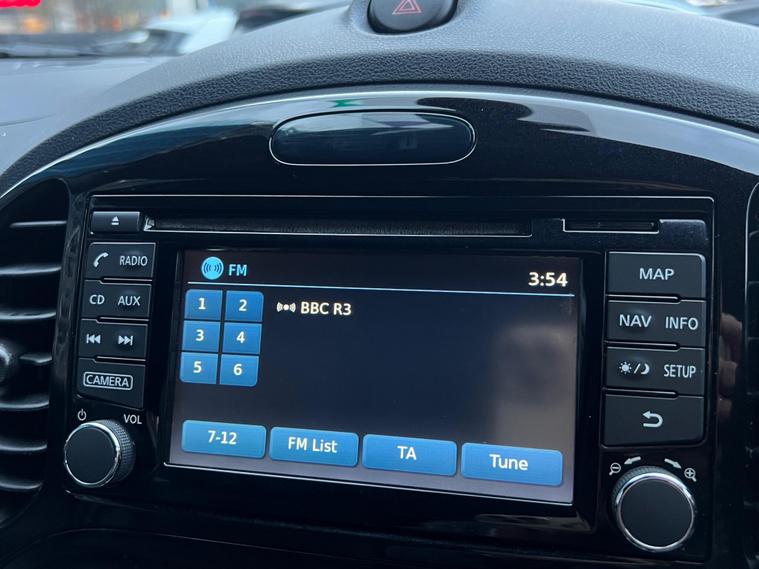 RADIO
CD AUX
CAMERA
VOL
FM 3:54
1 2
BBC R3
3 4
5 6
7-12 FM List TA Tune
MAP
NAV INFO
SETUP